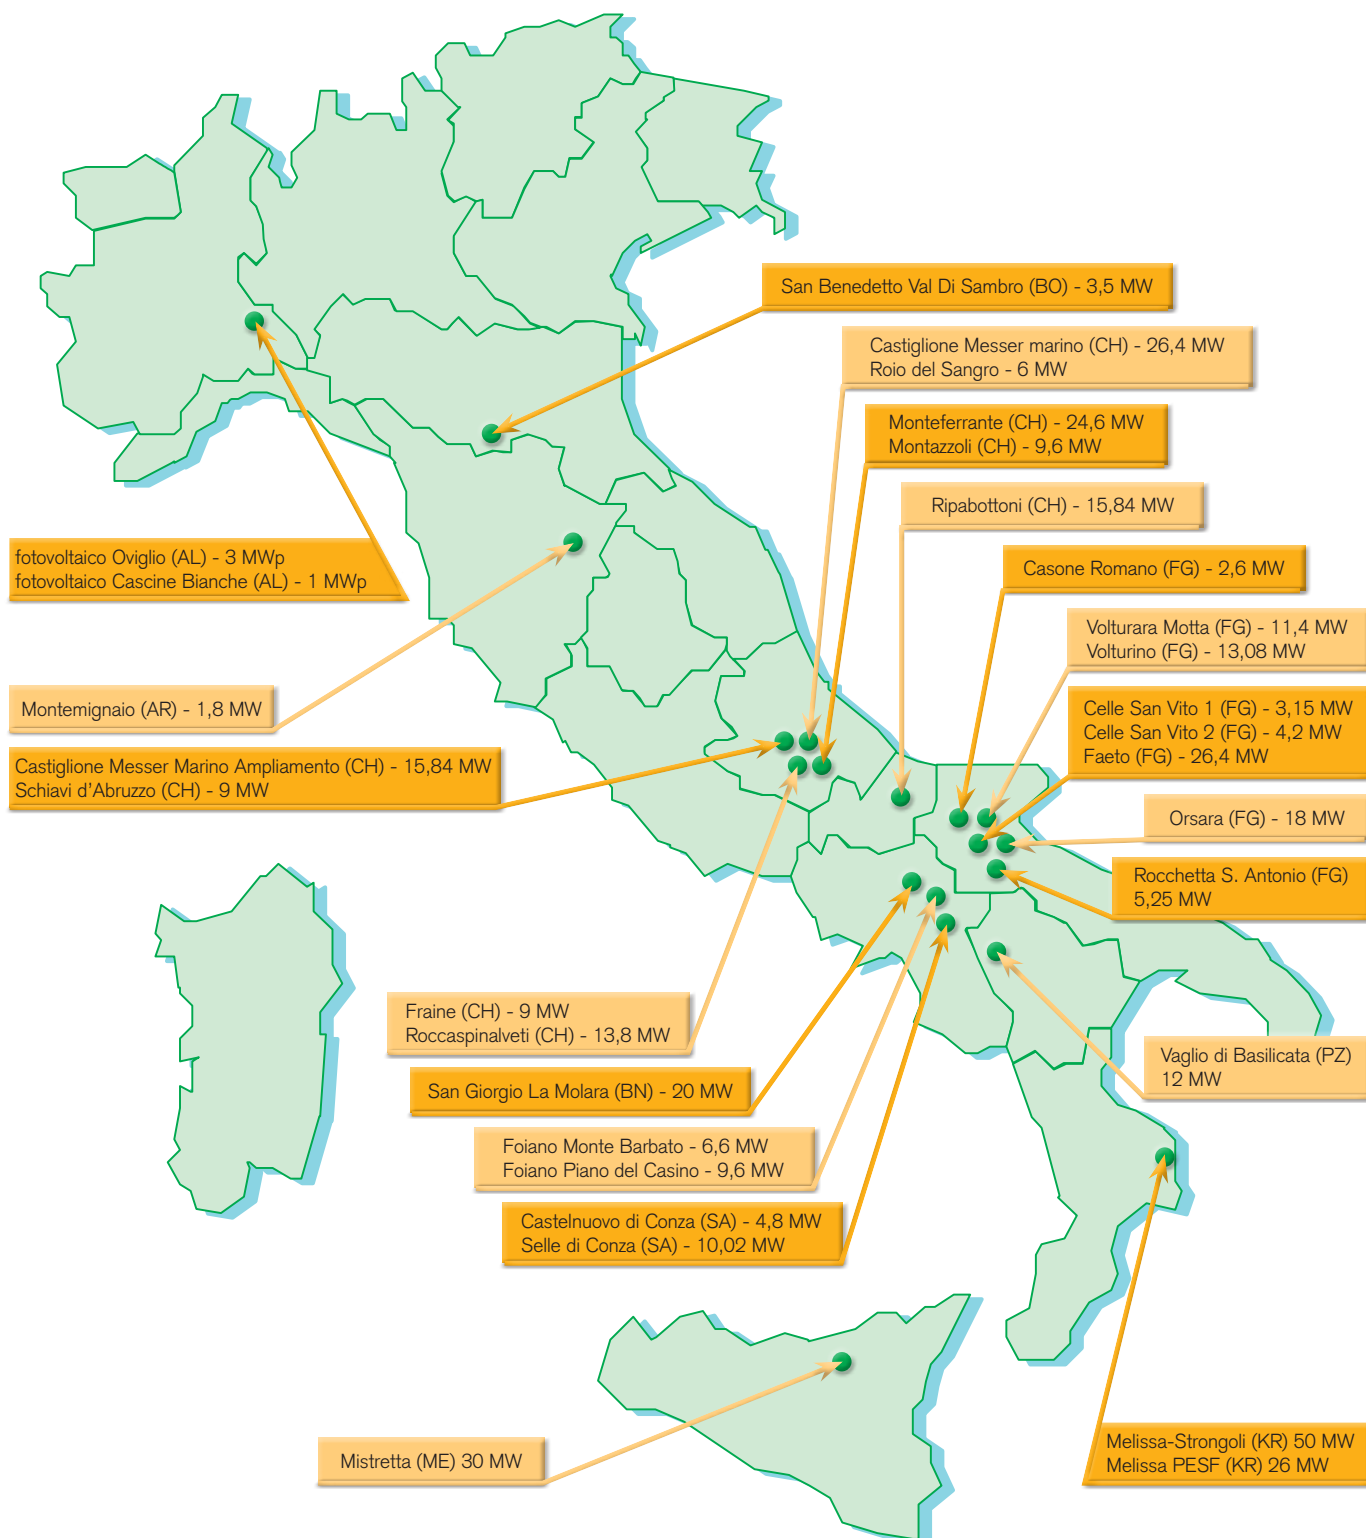 San Benedetto Val Di Sambro (BO) - 3,5 MW
Castiglione Messer marino (CH) - 26,4 MW
Roio del Sangro - 6 MW
Monteferrante (CH) - 24,6 MW
Montazzoli (CH) - 9,6 MW
Ripabottoni (CH) - 15,84 MW
fotovoltaico Oviglio (AL) - 3 MWp
fotovoltaico Cascine Bianche (AL) - 1 MWp
Casone Romano (FG) - 2,6 MW
Volturara Motta (FG) - 11,4 MW
Volturino (FG) - 13,08 MW
Montemignaio (AR) - 1,8 MW
Celle San Vito 1 (FG) - 3,15 MW
Celle San Vito 2 (FG) - 4,2 MW
Faeto (FG) - 26,4 MW
Castiglione Messer Marino Ampliamento (CH) - 15,84 MW
Schiavi d'Abruzzo (CH) - 9 MW
Orsara (FG) - 18 MW
Rocchetta S. Antonio (FG)
5,25 MW
Fraine (CH) - 9 MW
Roccaspinalveti (CH) - 13,8 MW
Vaglio di Basilicata (PZ)
12 MW
San Giorgio La Molara (BN) - 20 MW
Foiano Monte Barbato - 6,6 MW
Foiano Piano del Casino - 9,6 MW
Castelnuovo di Conza (SA) - 4,8 MW
Selle di Conza (SA) - 10,02 MW
Mistretta (ME) 30 MW
Melissa-Strongoli (KR) 50 MW
Melissa PESF (KR) 26 MW